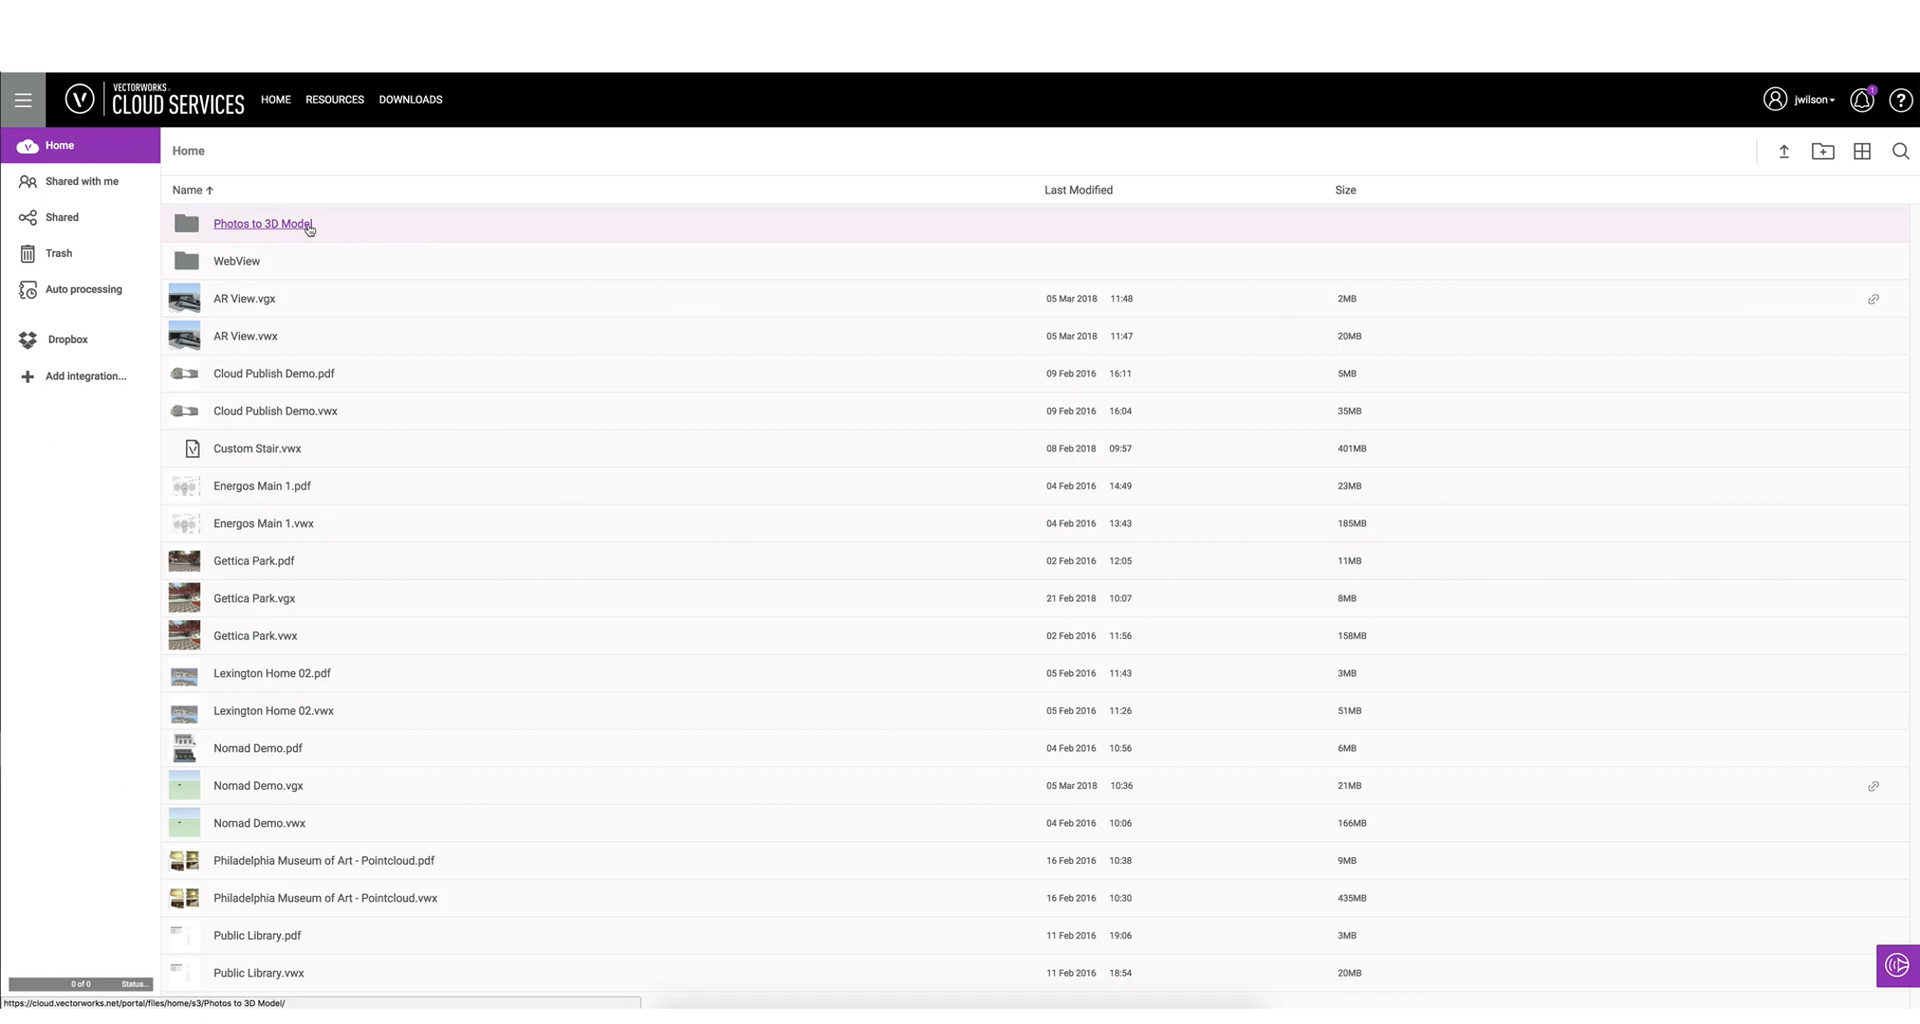 VECTORWORKS
CLOUD SERVICES
HOME RESOURCES DOWNLOADS
jwilson
1
?
Home
Shared with me
Shared
Trash
Auto processing
Dropbox
Add integration...
Home
Name Last Modified Size
Photos to 3D Model
WebView
AR View.vgx 05 Mar 2018 11:48 2MB
AR View.vwx 05 Mar 2018 11:47 20MB
Cloud Publish Demo.pdf 09 Feb 2016 16:11 5MB
Cloud Publish Demo.vwx 09 Feb 2016 16:04 35MB
Custom Stair.vwx 08 Feb 2018 09:57 401MB
Energos Main 1.pdf 04 Feb 2016 14:49 23MB
Energos Main 1.vwx 04 Feb 2016 13:43 185MB
Gettica Park.pdf 02 Feb 2016 12:05 11MB
Gettica Park.vgx 21 Feb 2018 10:07 8MB
Gettica Park.vwx 02 Feb 2016 11:56 158MB
Lexington Home 02.pdf 05 Feb 2016 11:43 3MB
Lexington Home 02.vwx 05 Feb 2016 11:26 51MB
Nomad Demo.pdf 04 Feb 2016 10:56 6MB
Nomad Demo.vgx 05 Mar 2018 10:36 21MB
Nomad Demo.vwx 04 Feb 2016 10:06 166MB
Philadelphia Museum of Art - Pointcloud.pdf 16 Feb 2016 10:38 9MB
Philadelphia Museum of Art - Pointcloud.vwx 16 Feb 2016 10:30 435MB
Public Library.pdf 11 Feb 2016 19:06 3MB
Public Library.vwx 11 Feb 2016 18:54 20MB
0 of 0 Status...
https://cloud.vectorworks.net/portal/files/home/s3/Photos to 3D Model/